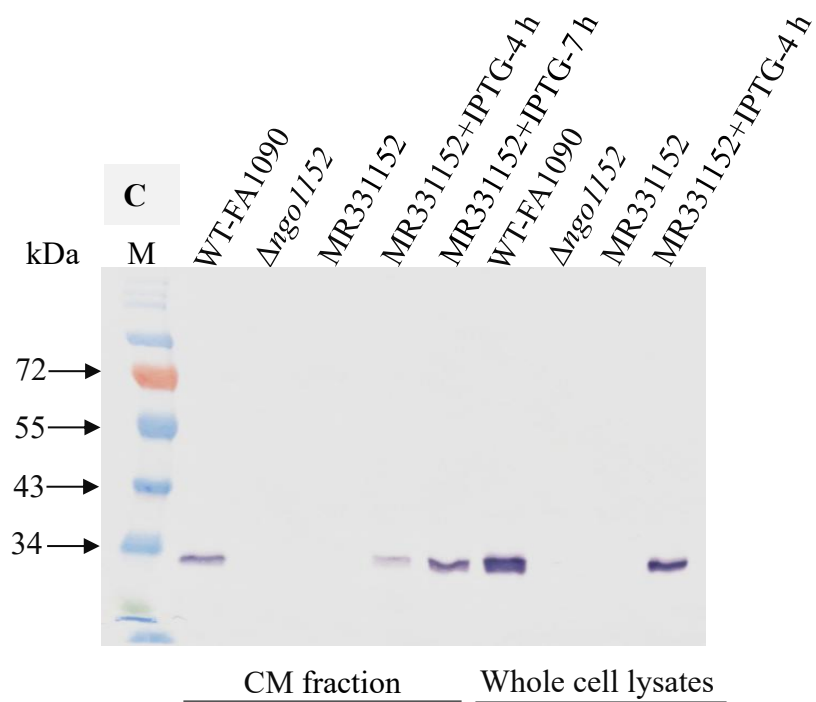 C
kDa
M
WT-FA1090
Δngo1152
MR331152
MR331152+IPTG-4 h
MR331152+IPTG-7 h
WT-FA1090
Δngo1152
MR331152
MR331152+IPTG-4 h
72
55
43
34
CM fraction
Whole cell lysates